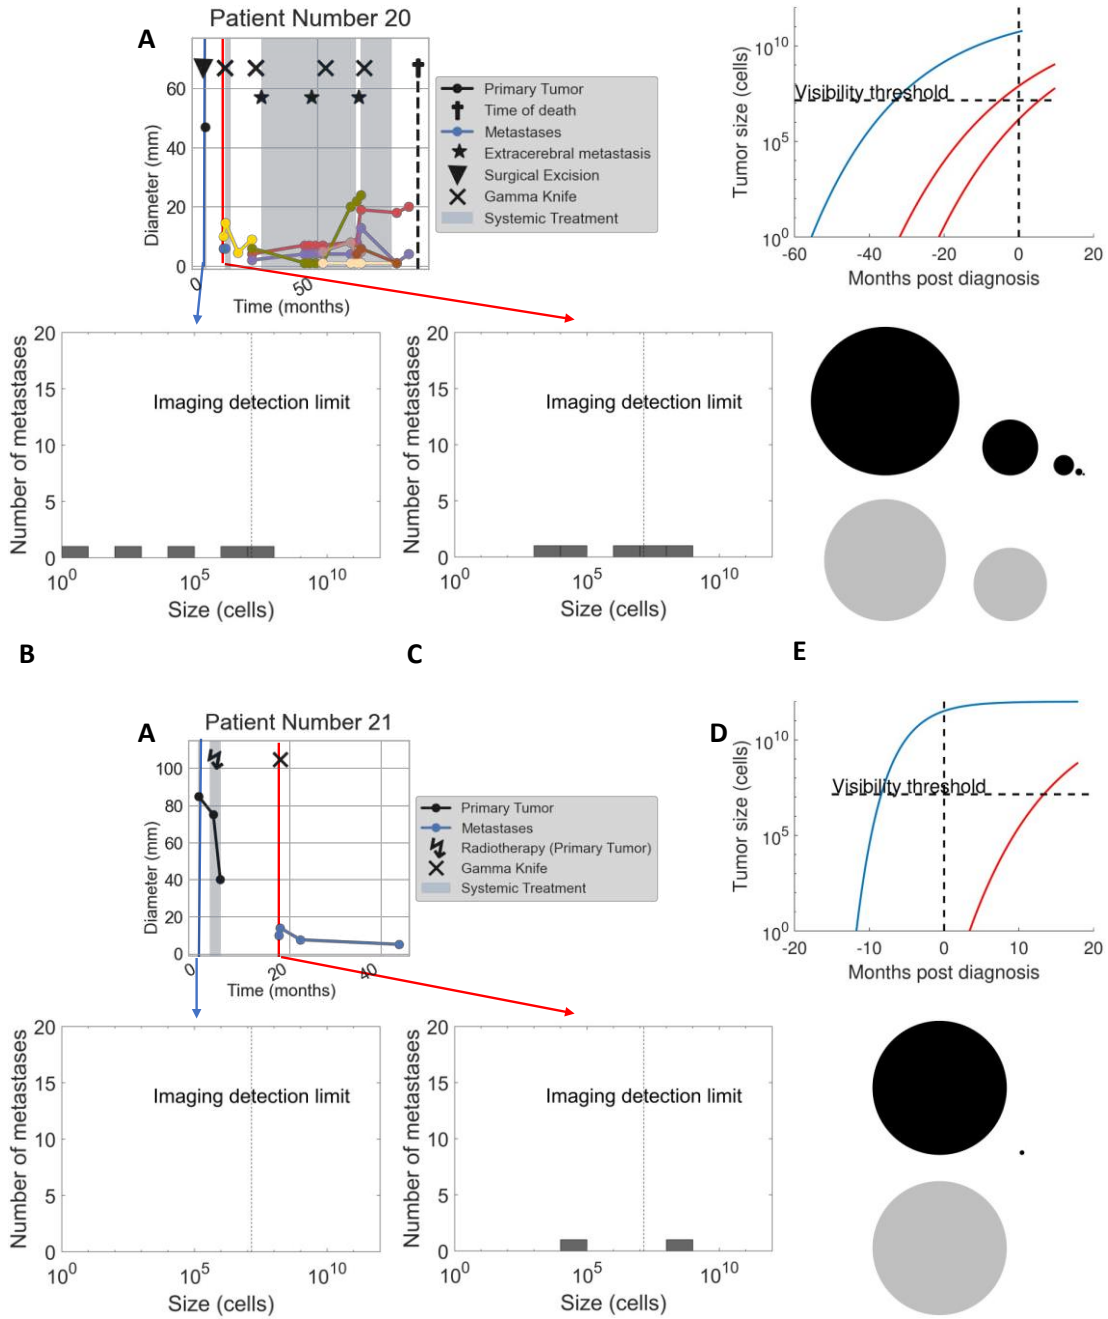 Patient Number 20
A
Diameter (mm)
60
40
20
0
0
50
Time (months)
Primary Tumor
Time of death
Metastases
Extracerebral metastasis
Surgical Excision
Gamma Knife
Systemic Treatment
Tumor size (cells)
10^10
10^5
10^0
Visibility threshold
-60
-40
-20
0
20
Months post diagnosis
Number of metastases
20
15
10
5
0
Imaging detection limit
10^0
10^5
10^10
Size (cells)
Number of metastases
20
15
10
5
0
Imaging detection limit
10^0
10^5
10^10
Size (cells)
B
C
E
Patient Number 21
A
Diameter (mm)
100
80
60
40
20
0
0
20
40
Time (months)
Primary Tumor
Metastases
Radiotherapy (Primary Tumor)
Gamma Knife
Systemic Treatment
D
Tumor size (cells)
10^10
10^5
10^0
Visibility threshold
-20
-10
0
10
20
Months post diagnosis
Number of metastases
20
15
10
5
0
Imaging detection limit
10^0
10^5
10^10
Size (cells)
Number of metastases
20
15
10
5
0
Imaging detection limit
10^0
10^5
10^10
Size (cells)